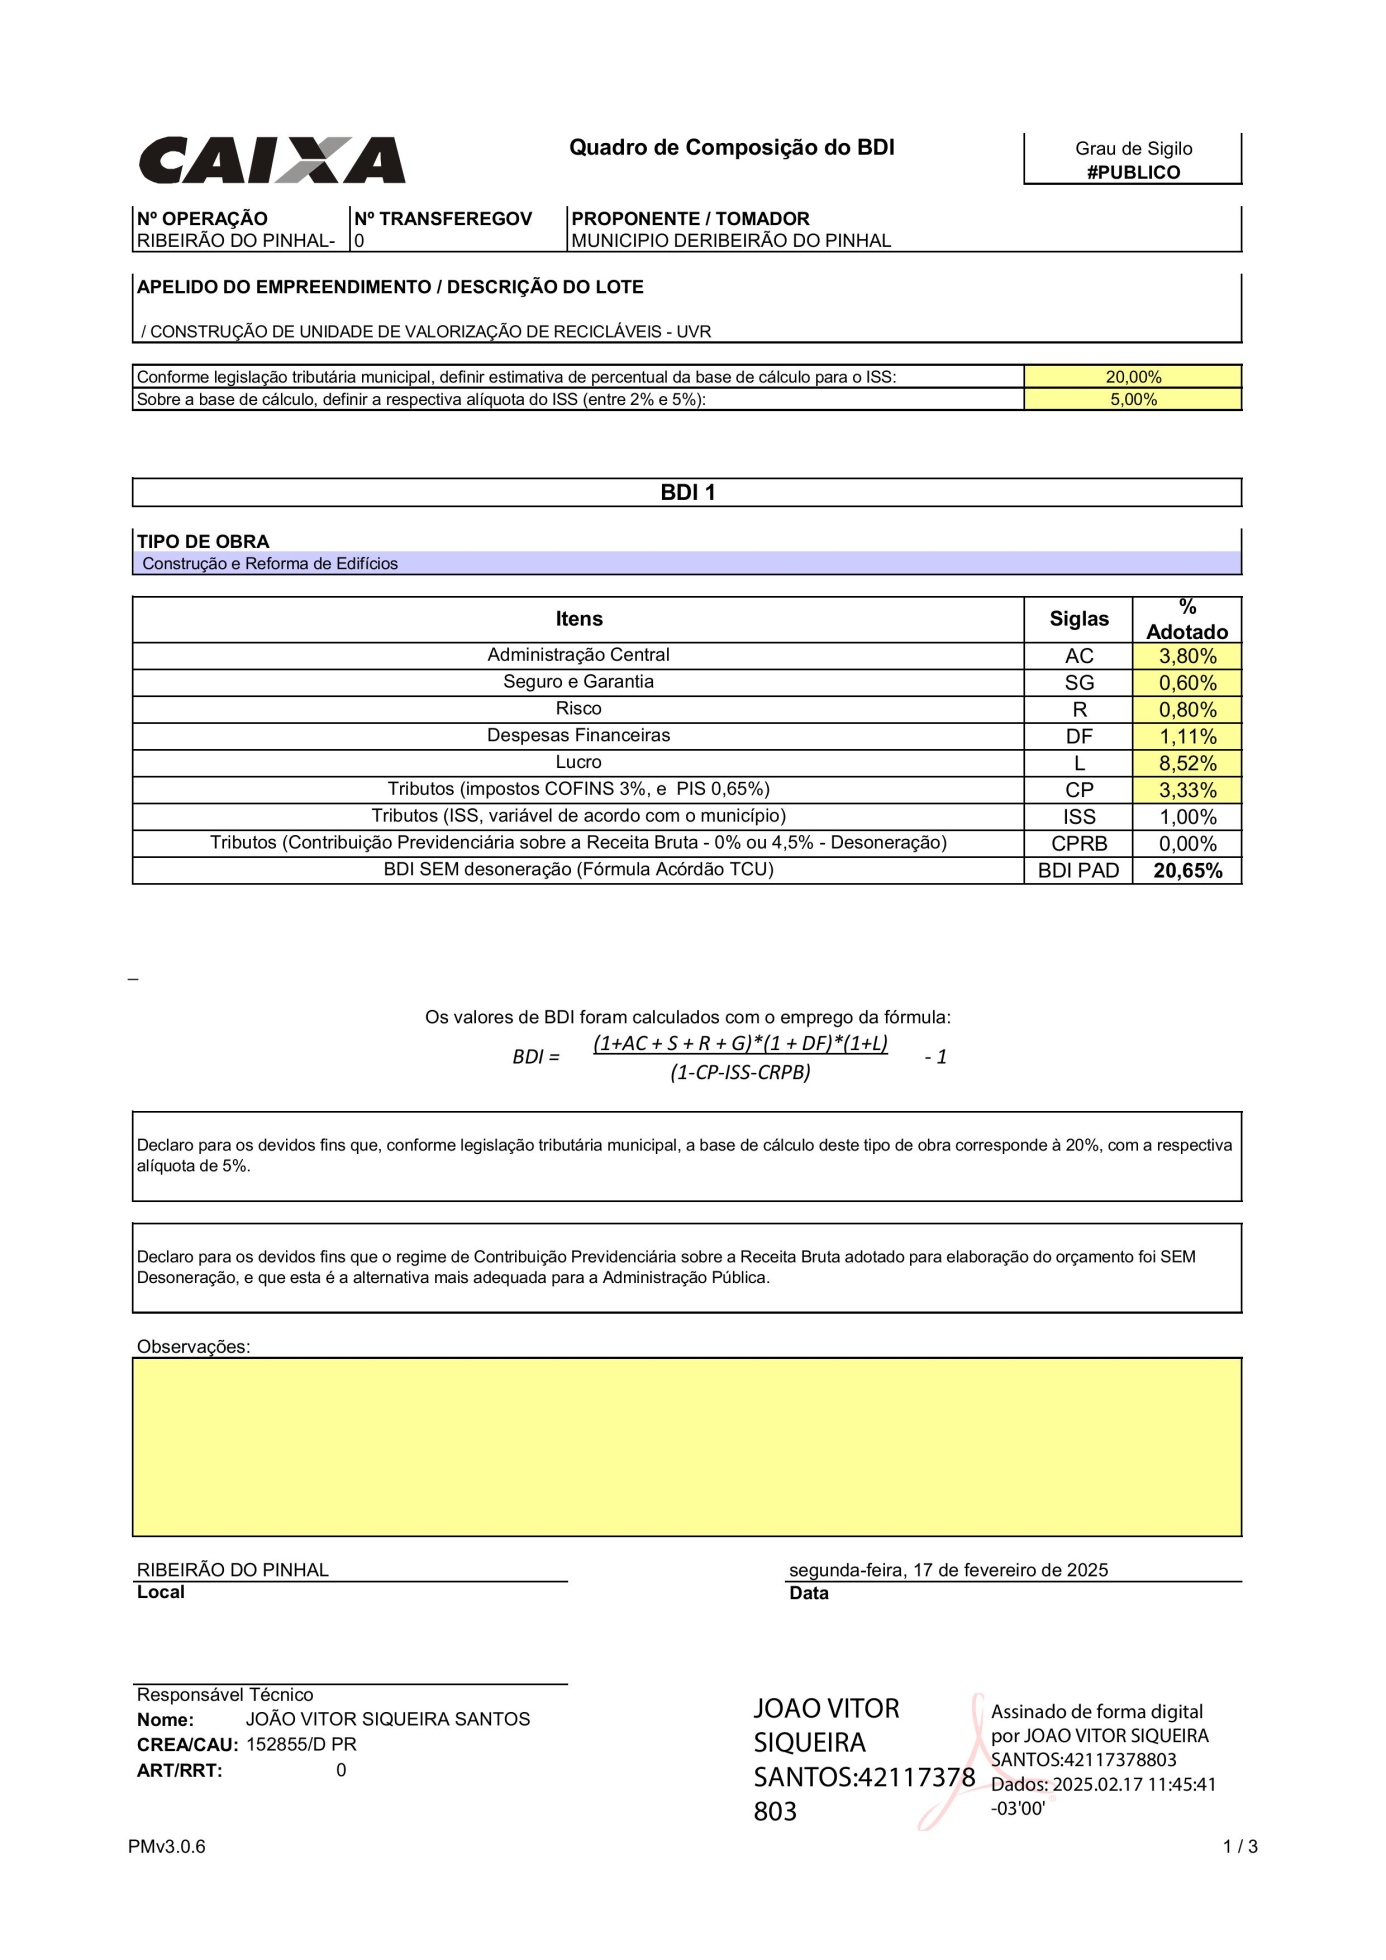 CAIXA
Quadro de Composição do BDI
Grau de Sigilo
#PUBLICO
Nº OPERAÇÃO Nº TRANSFEREGOV PROPONENTE / TOMADOR
RIBEIRÃO DO PINHAL- 0 MUNICIPIO DERIBEIRÃO DO PINHAL
APELIDO DO EMPREENDIMENTO / DESCRIÇÃO DO LOTE
/ CONSTRUÇÃO DE UNIDADE DE VALORIZAÇÃO DE RECICLÁVEIS - UVR
Conforme legislação tributária municipal, definir estimativa de percentual da base de cálculo para o ISS: 20,00%
Sobre a base de cálculo, definir a respectiva alíquota do ISS (entre 2% e 5%): 5,00%
BDI 1
TIPO DE OBRA
Construção e Reforma de Edifícios
Itens Siglas % Adotado
Administração Central AC 3,80%
Seguro e Garantia SG 0,60%
Risco R 0,80%
Despesas Financeiras DF 1,11%
Lucro L 8,52%
Tributos (impostos COFINS 3%, e  PIS 0,65%) CP 3,33%
Tributos (ISS, variável de acordo com o município) ISS 1,00%
Tributos (Contribuição Previdenciária sobre a Receita Bruta - 0% ou 4,5% - Desoneração) CPRB 0,00%
BDI SEM desoneração (Fórmula Acórdão TCU) BDI PAD 20,65%
_
Os valores de BDI foram calculados com o emprego da fórmula:
(1+AC + S + R + G)*(1 + DF)*(1+L)
BDI = - 1
(1-CP-ISS-CRPB)
Declaro para os devidos fins que, conforme legislação tributária municipal, a base de cálculo deste tipo de obra corresponde à 20%, com a respectiva
alíquota de 5%.
Declaro para os devidos fins que o regime de Contribuição Previdenciária sobre a Receita Bruta adotado para elaboração do orçamento foi SEM
Desoneração, e que esta é a alternativa mais adequada para a Administração Pública.
Observações:
RIBEIRÃO DO PINHAL segunda-feira, 17 de fevereiro de 2025
Local Data
Responsável Técnico
Nome: JOÃO VITOR SIQUEIRA SANTOS
CREA/CAU: 152855/D PR
ART/RRT: 0
JOAO VITOR
SIQUEIRA
SANTOS:42117378
803
Assinado de forma digital
por JOAO VITOR SIQUEIRA
SANTOS:42117378803
Dados: 2025.02.17 11:45:41
-03'00'
PMv3.0.6 1 / 3